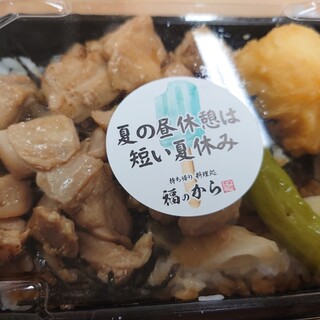 夏の昼休憩は
短い夏休み
持ち帰り料理処
福のから